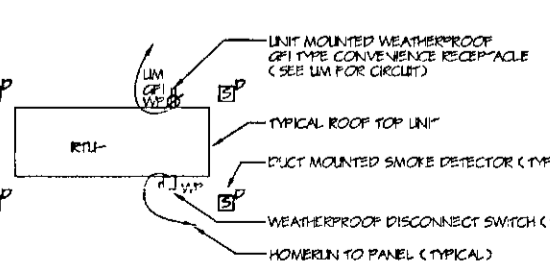 UNIT MOUNTED WEATHERPROOF
GFI TYPE CONVENIENCE RECEPTACLE
(SEE UM FOR CIRCUIT)
UM
GFI
WP
S D
TYPICAL ROOF TOP UNIT
RTU-
DUCT MOUNTED SMOKE DETECTOR (TYP
WP
S D
WEATHERPROOF DISCONNECT SWITCH (
HOMERUN TO PANEL (TYPICAL)